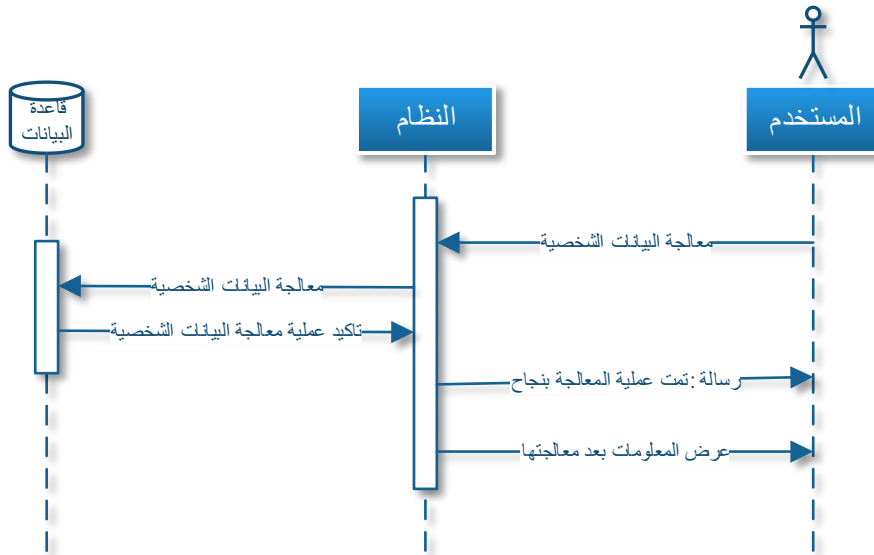 المستخدم
النظام
قاعدة
البيانات
معالجة البيانات الشخصية
معالجة البيانات الشخصية
تاكيد عملية معالجة البيانات الشخصية
رسالة :تمت عملية المعالجة بنجاح
عرض المعلومات بعد معالجتها